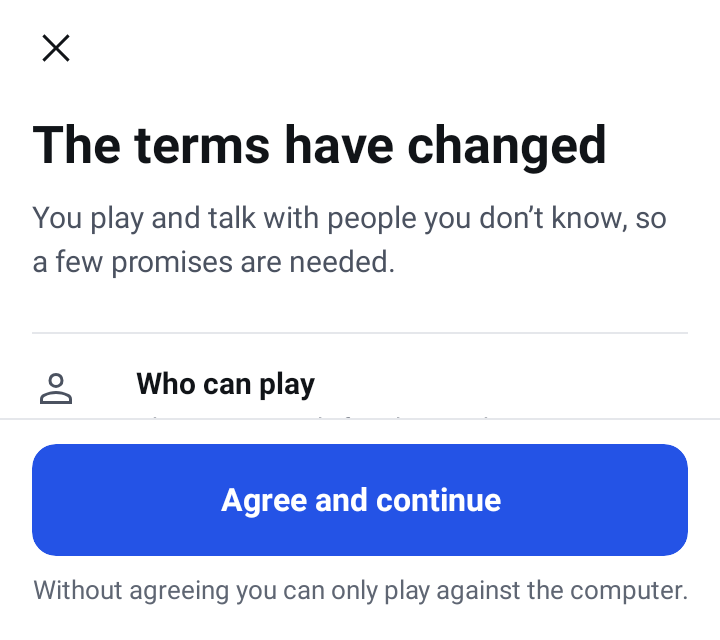 The terms have changed
You play and talk with people you don’t know, so
a few promises are needed.
Who can play
Agree and continue
Without agreeing you can only play against the computer.